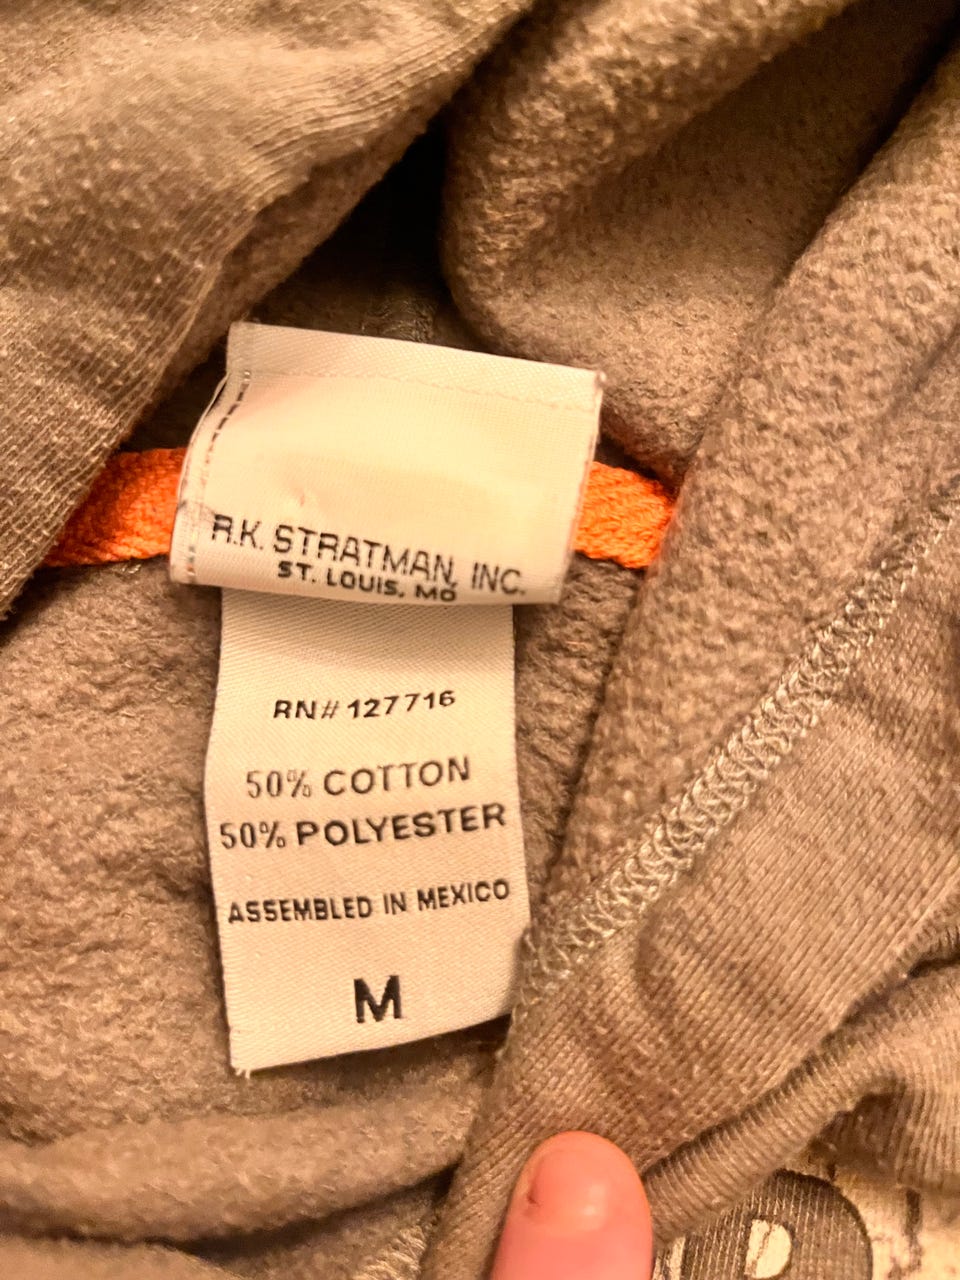 R.K. STRATMAN, INC.
ST. LOUIS, MO
RN# 127716
50% COTTON
50% POLYESTER
ASSEMBLED IN MEXICO
M